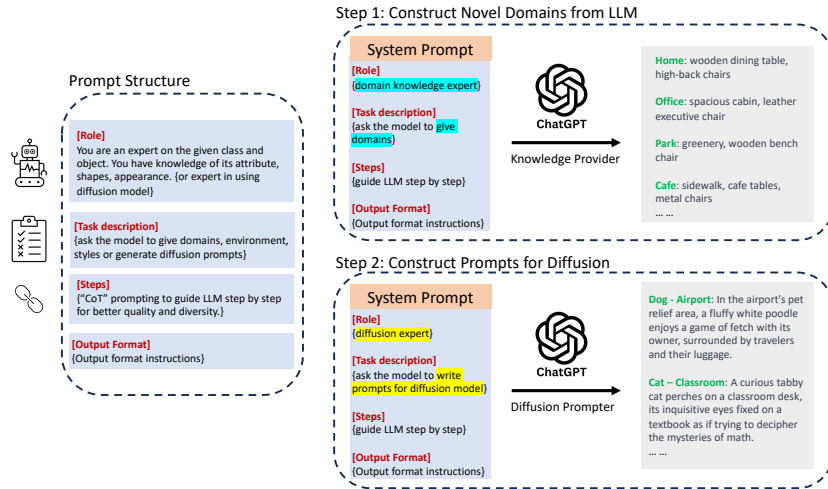 Prompt Structure
[Role]
You are an expert on the given class and
object. You have knowledge of its attribute,
shapes, appearance. {or expert in using
diffusion model}
[Task description]
{ask the model to give domains, environment,
styles or generate diffusion prompts}
[Steps]
{“CoT” prompting to guide LLM step by step
for better quality and diversity.}
[Output Format]
{Output format instructions}
Step 1: Construct Novel Domains from LLM
System Prompt
[Role]
{domain knowledge expert}
[Task description]
{ask the model to give
domains}
[Steps]
{guide LLM step by step}
[Output Format]
{Output format instructions}
ChatGPT
Knowledge Provider
Home: wooden dining table,
high-back chairs
Office: spacious cabin, leather
executive chair
Park: greenery, wooden bench
chair
Cafe: sidewalk, cafe tables,
metal chairs
... ...
Step 2: Construct Prompts for Diffusion
System Prompt
[Role]
{diffusion expert}
[Task description]
{ask the model to write
prompts for diffusion model}
[Steps]
{guide LLM step by step}
[Output Format]
{Output format instructions}
ChatGPT
Diffusion Prompter
Dog - Airport: In the airport's pet
relief area, a fluffy white poodle
enjoys a game of fetch with its
owner, surrounded by travelers
and their luggage.
Cat – Classroom: A curious tabby
cat perches on a classroom desk,
its inquisitive eyes fixed on a
textbook as if trying to decipher
the mysteries of math.
... ...